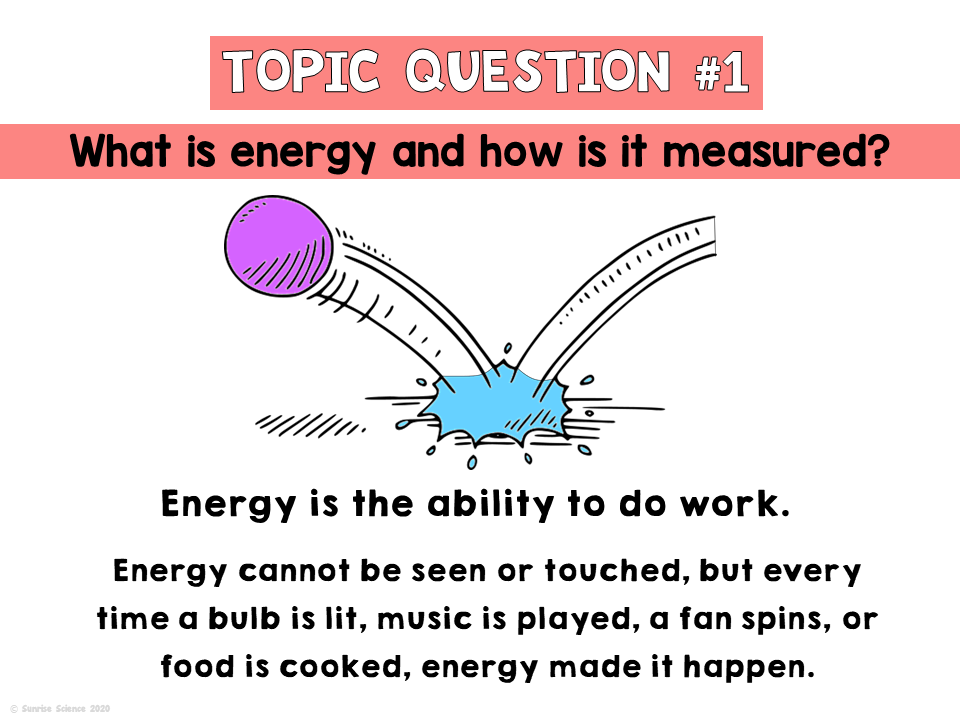 TOPIC QUESTION #1
What is energy and how is it measured?
Energy is the ability to do work.
Energy cannot be seen or touched, but every
time a bulb is lit, music is played, a fan spins, or
food is cooked, energy made it happen.
© Sunrise Science 2020